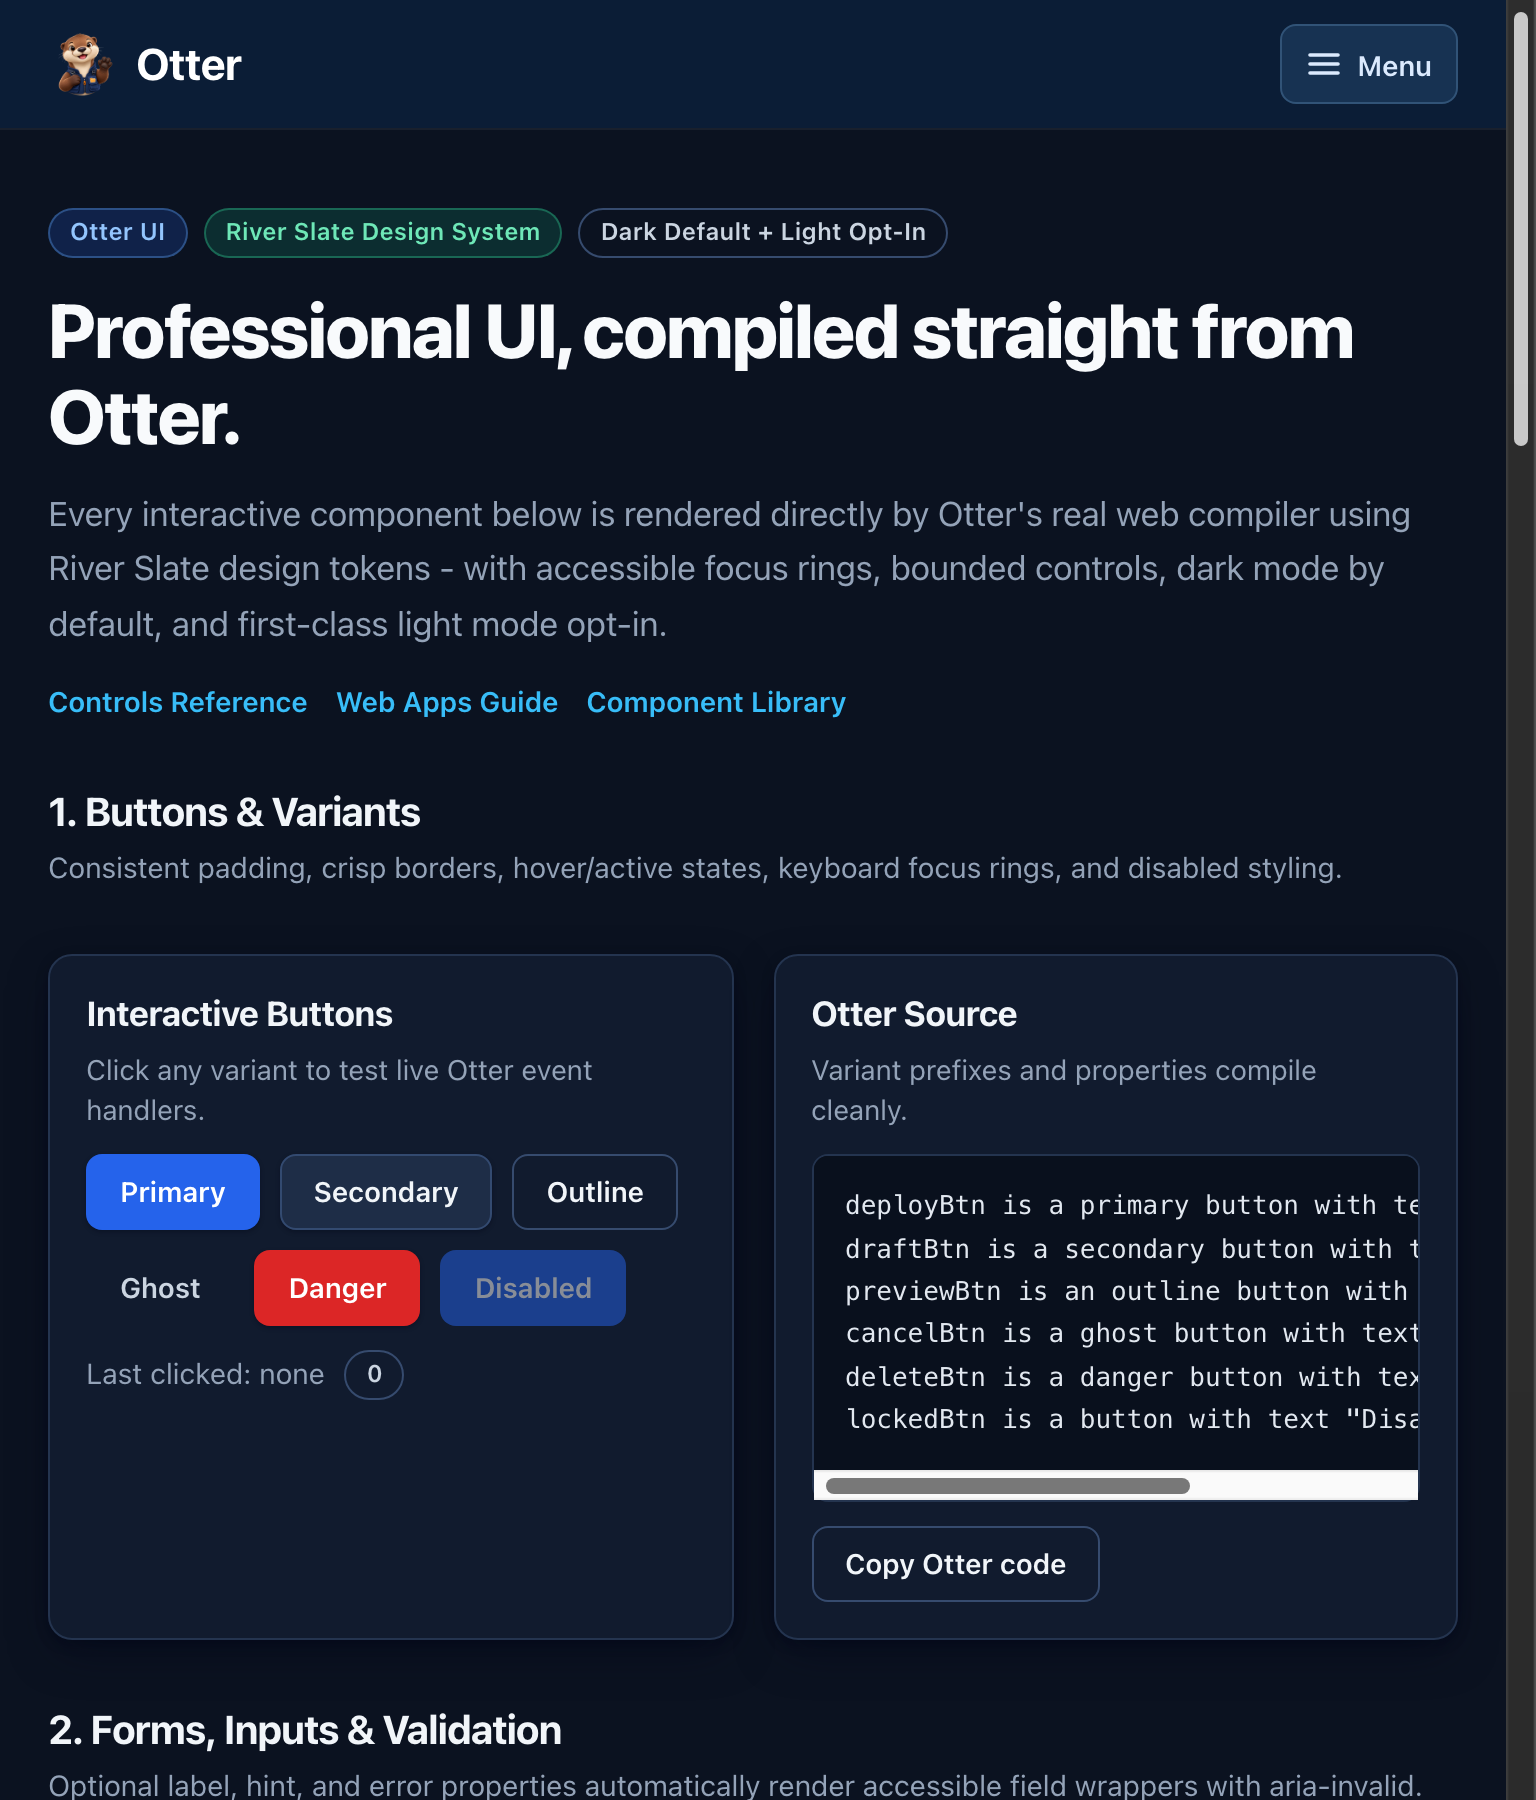 Otter
Menu
Otter UI
River Slate Design System
Dark Default + Light Opt-In
Professional UI, compiled straight from
Otter.
Every interactive component below is rendered directly by Otter's real web compiler using
River Slate design tokens - with accessible focus rings, bounded controls, dark mode by
default, and first-class light mode opt-in.
Controls Reference
Web Apps Guide
Component Library
1. Buttons & Variants
Consistent padding, crisp borders, hover/active states, keyboard focus rings, and disabled styling.
Interactive Buttons
Click any variant to test live Otter event
handlers.
Primary
Secondary
Outline
Ghost
Danger
Disabled
Last clicked: none
0
Otter Source
Variant prefixes and properties compile
cleanly.
deployBtn is a primary button with te
draftBtn is a secondary button with t
previewBtn is an outline button with
cancelBtn is a ghost button with text
deleteBtn is a danger button with tex
lockedBtn is a button with text "Disa
Copy Otter code
2. Forms, Inputs & Validation
Optional label, hint, and error properties automatically render accessible field wrappers with aria-invalid.